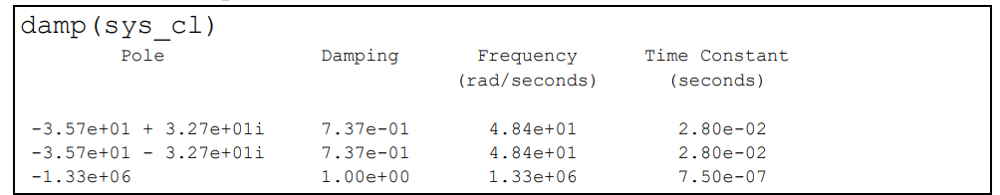 damp(sys_cl)
Pole Damping Frequency Time Constant
(rad/seconds) (seconds)
-3.57e+01 + 3.27e+01i 7.37e-01 4.84e+01 2.80e-02
-3.57e+01 - 3.27e+01i 7.37e-01 4.84e+01 2.80e-02
-1.33e+06 1.00e+00 1.33e+06 7.50e-07